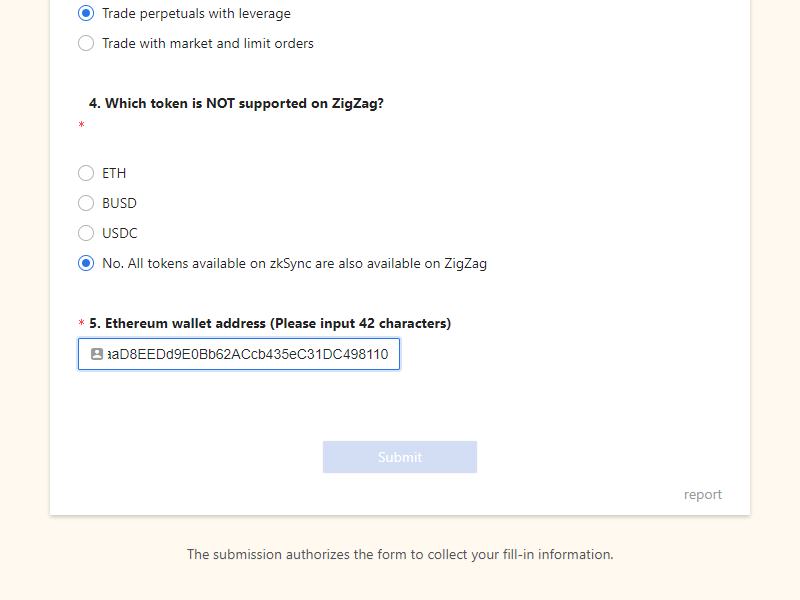 Trade perpetuals with leverage
Trade with market and limit orders
4. Which token is NOT supported on ZigZag?
*
ETH
BUSD
USDC
No. All tokens available on zkSync are also available on ZigZag
* 5. Ethereum wallet address (Please input 42 characters)
aD8EEDd9E0Bb62ACcb435eC31DC498110
Submit
report
The submission authorizes the form to collect your fill-in information.